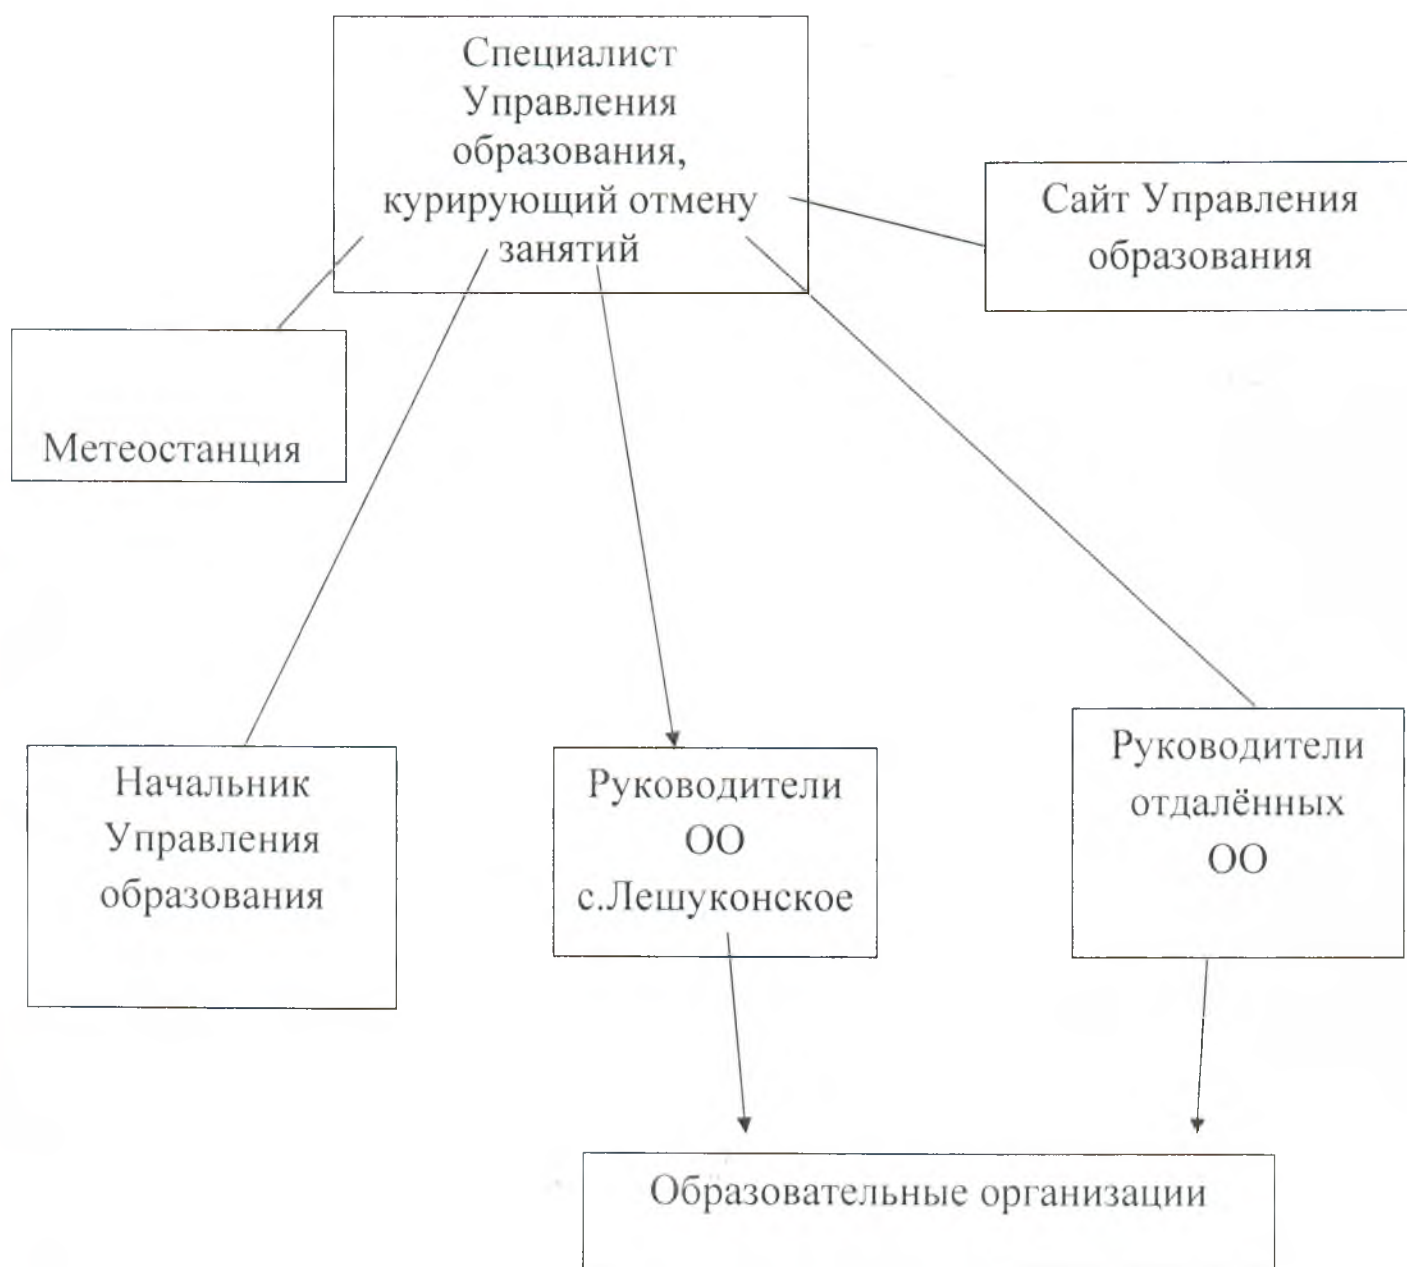 Специалист
Управления
образования,
курирующий отмену
занятий
Сайт Управления
образования
Метеостанция
Начальник
Управления
образования
Руководители
ОО
с.Лешуконское
Руководители
отдалённых
ОО
Образовательные организации